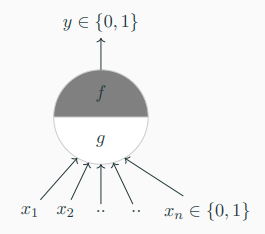 y ∈ {0, 1}
f
g
x₁ x₂ .. .. xₙ ∈ {0, 1}